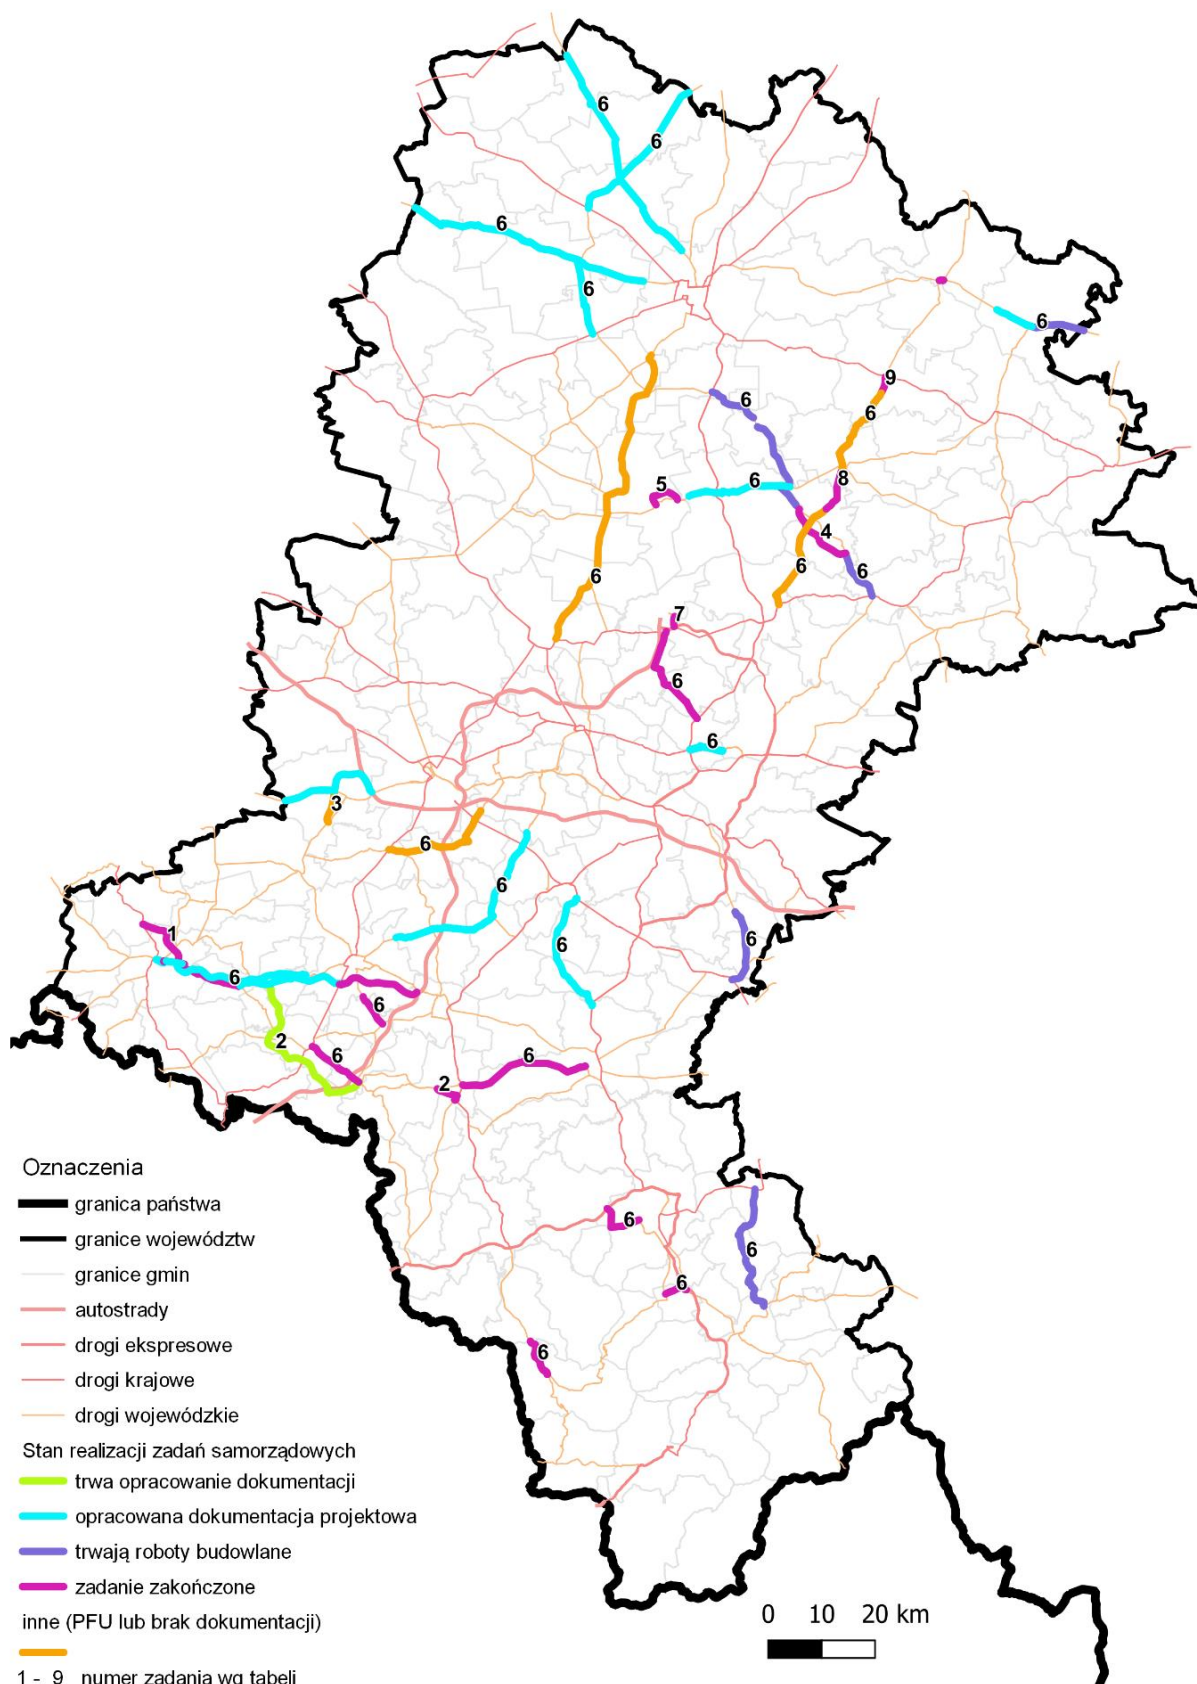 6
6
6
6
6
9
6
6
6
5
8
4
6
6
6
7
6
6
3
6
6
1
6
6
6
6
2
6
6
2
6
6
6
6
Oznaczenia
granica państwa
granice województw
granice gmin
autostrady
drogi ekspresowe
drogi krajowe
drogi wojewódzkie
Stan realizacji zadań samorządowych
trwa opracowanie dokumentacji
opracowana dokumentacja projektowa
trwają roboty budowlane
zadanie zakończone
inne (PFU lub brak dokumentacji)
1 - 9 numer zadania wg tabeli
0 10 20 km